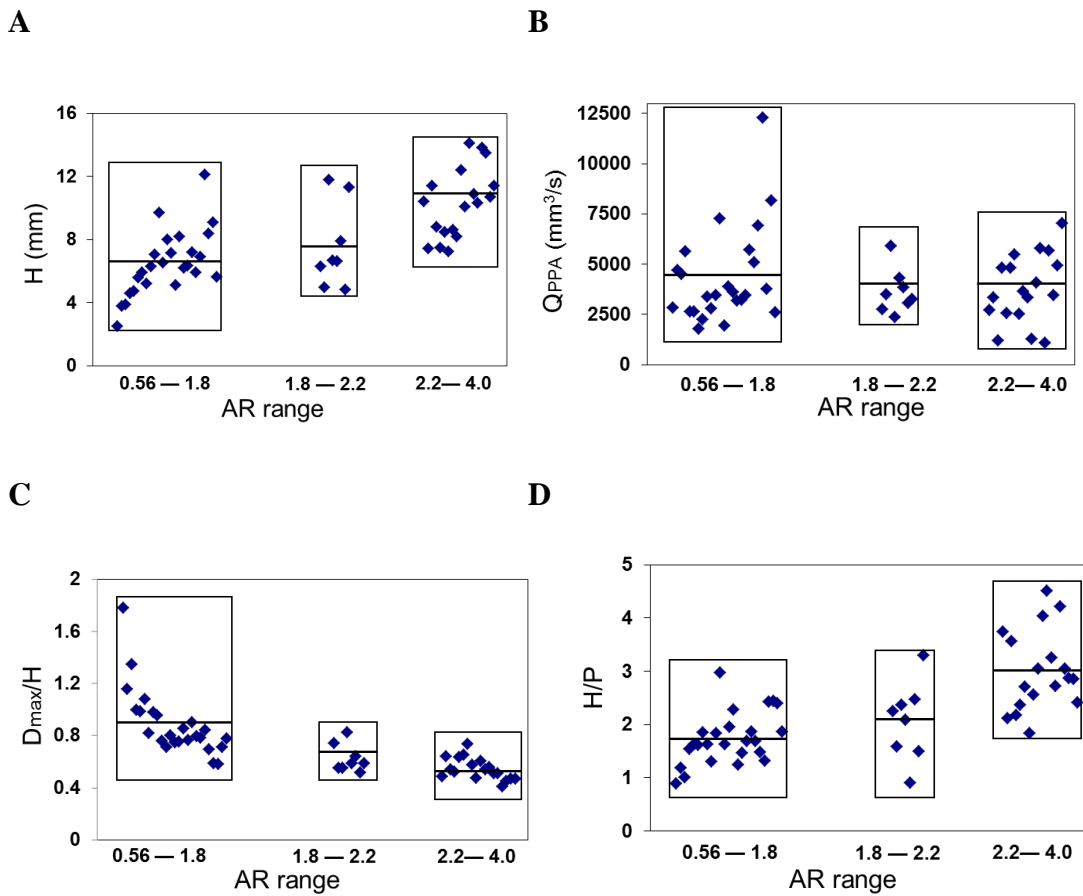 A
H (mm)
16
12
8
4
0
0.56 — 1.8
1.8 — 2.2
2.2— 4.0
AR range
B
QPPA (mm³/s)
12500
10000
7500
5000
2500
0
0.56 — 1.8
1.8 — 2.2
2.2— 4.0
AR range
C
Dmax/H
2
1.6
1.2
0.8
0.4
0
0.56 — 1.8
1.8 — 2.2
2.2— 4.0
AR range
D
H/P
5
4
3
2
1
0
0.56 — 1.8
1.8 — 2.2
2.2— 4.0
AR range